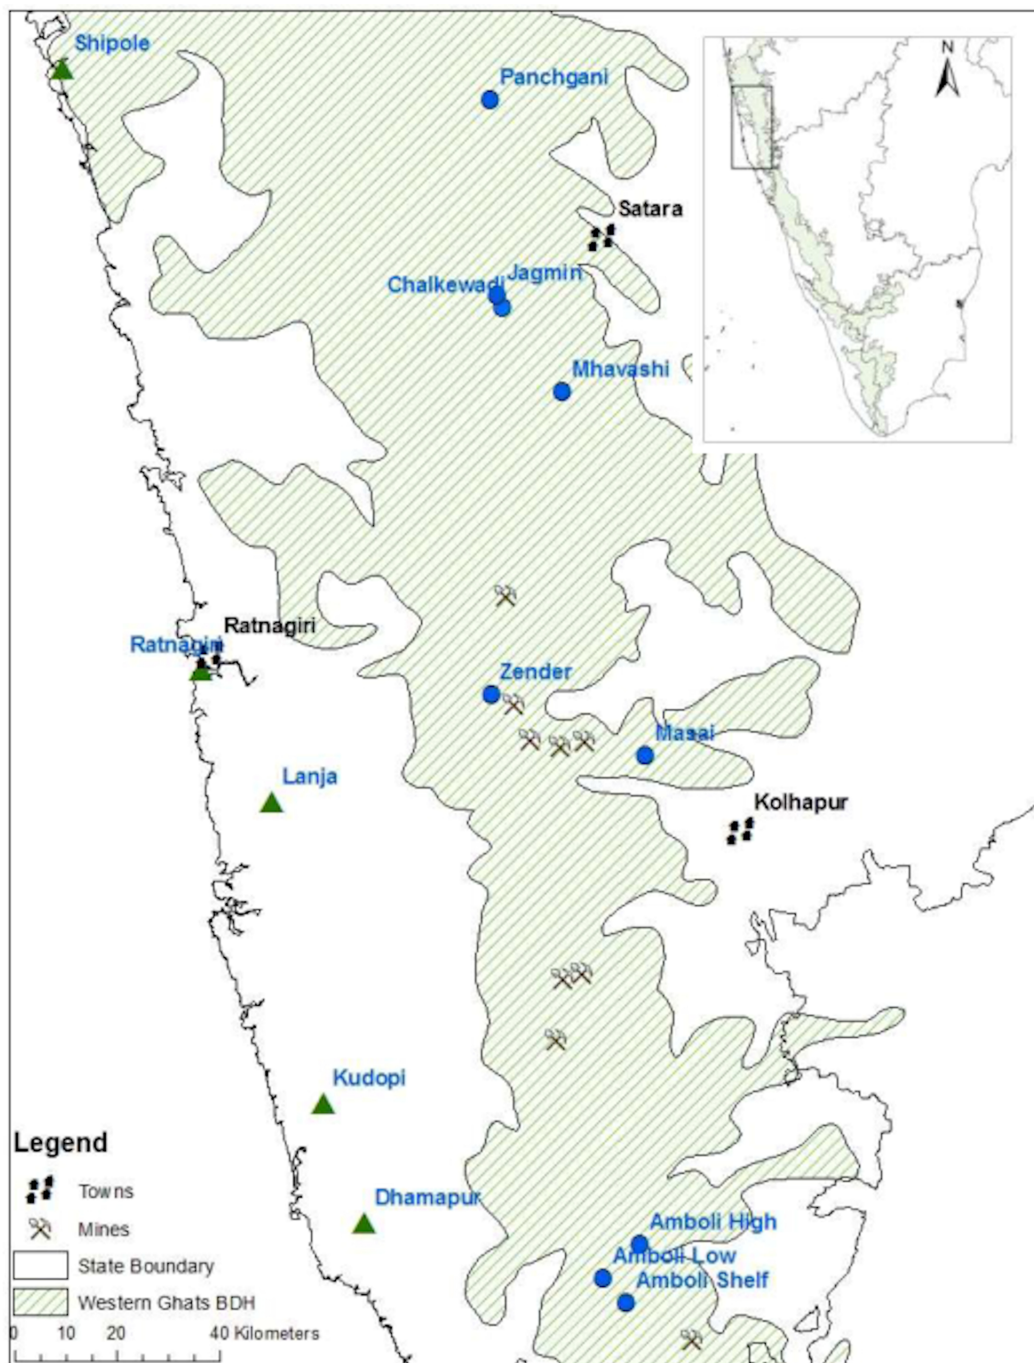 Shipole
Panchgani
N
Satara
Chalkewadi
Jagmin
Mhavashi
Ratnagiri
Ratnagiri
Zender
Masai
Lanja
Kolhapur
Kudopi
Legend
Towns
Dhamapur
Mines
Amboli High
State Boundary
Amboli Low
Amboli Shelf
Western Ghats BDH
0 10 20 40 Kilometers